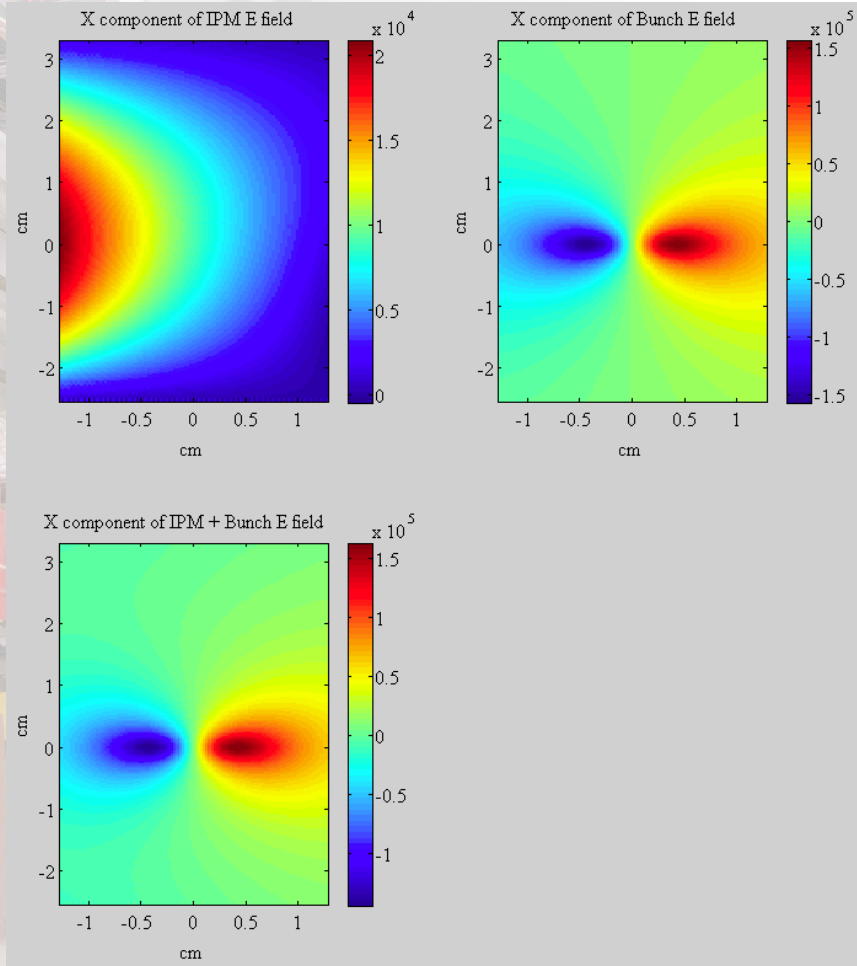 X component of IPM E field
x 10^4
3
2
1
0
-1
-2
cm
-1 -0.5 0 0.5 1
cm
2
1.5
1
0.5
0
X component of Bunch E field
x 10^5
3
2
1
0
-1
-2
cm
-1 -0.5 0 0.5 1
cm
1.5
1
0.5
0
-0.5
-1
-1.5
X component of IPM + Bunch E field
x 10^5
3
2
1
0
-1
-2
cm
-1 -0.5 0 0.5 1
cm
1.5
1
0.5
0
-0.5
-1